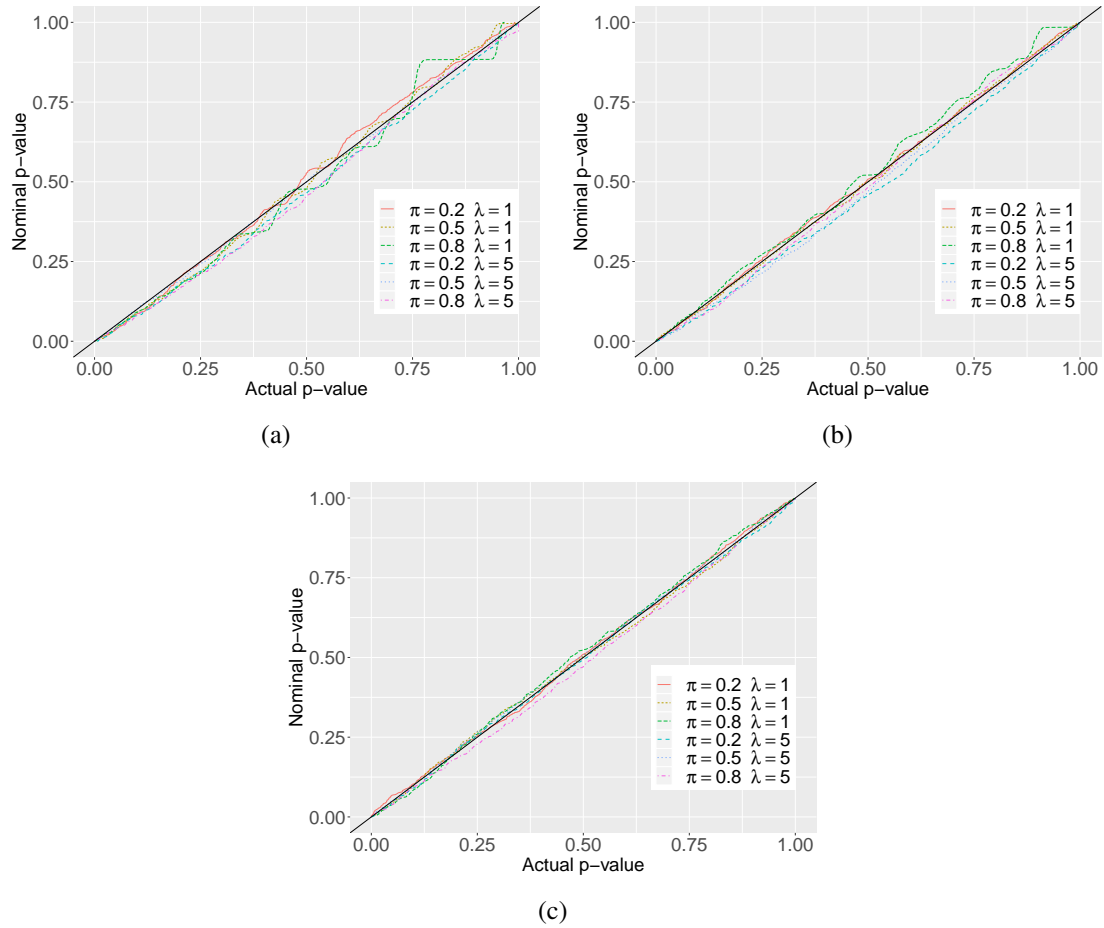 1.00
0.75
0.50
0.25
0.00
Nominal p−value
0.00 0.25 0.50 0.75 1.00
Actual p−value
π = 0.2 λ = 1
π = 0.5 λ = 1
π = 0.8 λ = 1
π = 0.2 λ = 5
π = 0.5 λ = 5
π = 0.8 λ = 5
(a)
1.00
0.75
0.50
0.25
0.00
Nominal p−value
0.00 0.25 0.50 0.75 1.00
Actual p−value
π = 0.2 λ = 1
π = 0.5 λ = 1
π = 0.8 λ = 1
π = 0.2 λ = 5
π = 0.5 λ = 5
π = 0.8 λ = 5
(b)
1.00
0.75
0.50
0.25
0.00
Nominal p−value
0.00 0.25 0.50 0.75 1.00
Actual p−value
π = 0.2 λ = 1
π = 0.5 λ = 1
π = 0.8 λ = 1
π = 0.2 λ = 5
π = 0.5 λ = 5
π = 0.8 λ = 5
(c)